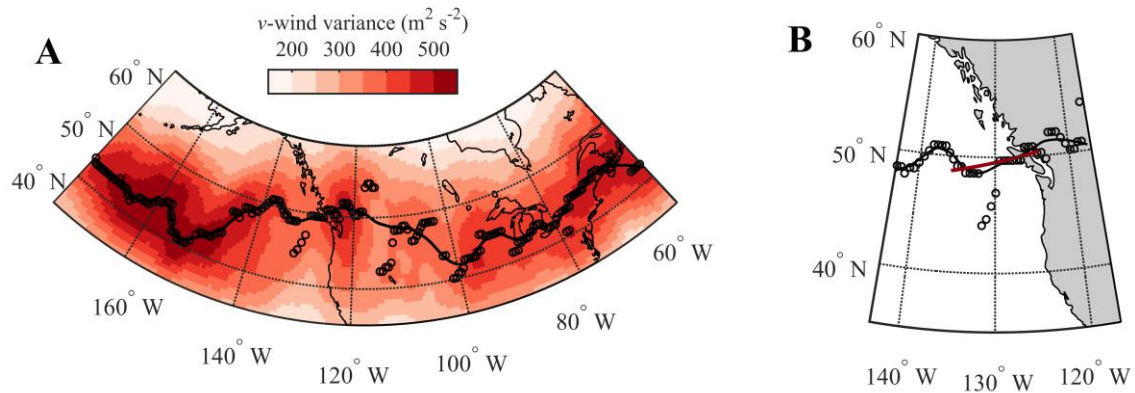 A
v-wind variance (m² s⁻²)
200 300 400 500
60° N
50° N
40° N
160° W
140° W
120° W
100° W
80° W
60° W
B
60° N
50° N
40° N
140° W
130° W
120° W